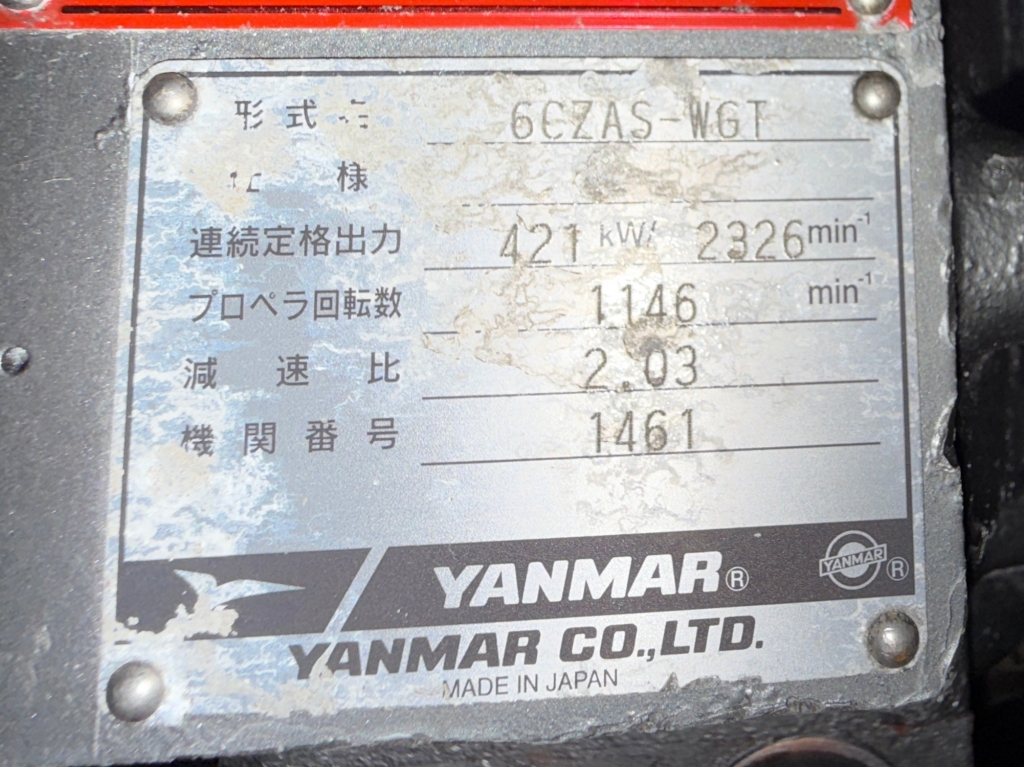 形式 6CZAS-WGT
様
連続定格出力 421 kW/ 2326 min⁻¹
プロペラ回転数 1146 min⁻¹
減速比 2.03
機関番号 1461
YANMAR® YANMAR®
YANMAR CO.,LTD.
MADE IN JAPAN